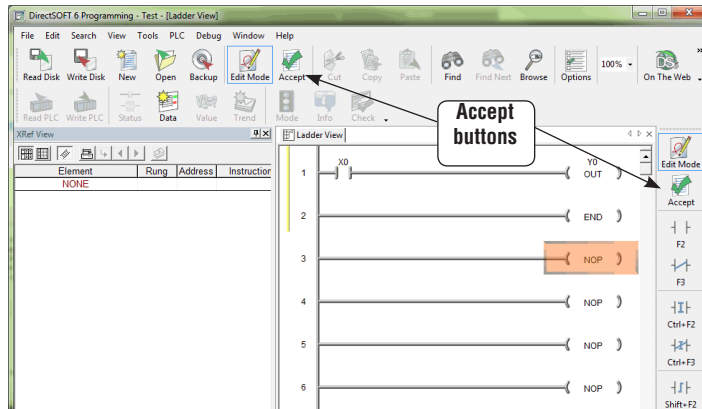 DirectSOFT 6 Programming - Test - [Ladder View]
File Edit Search View Tools PLC Debug Window Help
Read Disk Write Disk New Open Backup Edit Mode Accept Cut Copy Paste Find Find Next Browse Options 100% On The Web
Read PLC Write PLC Status Data Value Trend Mode Info Check
Accept
buttons
XRef View
Element Rung Address Instruction
NONE
Ladder View
X0 Y0
1 OUT
2 END
3 NOP
4 NOP
5 NOP
6 NOP
Edit Mode
Accept
F2
F3
Ctrl+F2
Ctrl+F3
Shift+F2